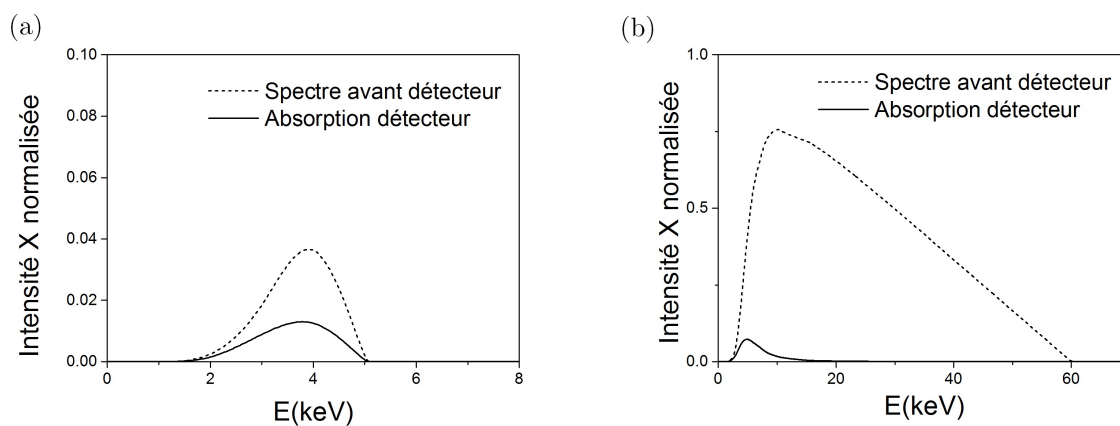 (a)
0.10
0.08
0.06
0.04
0.02
0.00
0 2 4 6 8
E(keV)
Intensité X normalisée
Spectre avant détecteur
Absorption détecteur
(b)
1.0
0.5
0.0
0 20 40 60
E(keV)
Intensité X normalisée
Spectre avant détecteur
Absorption détecteur